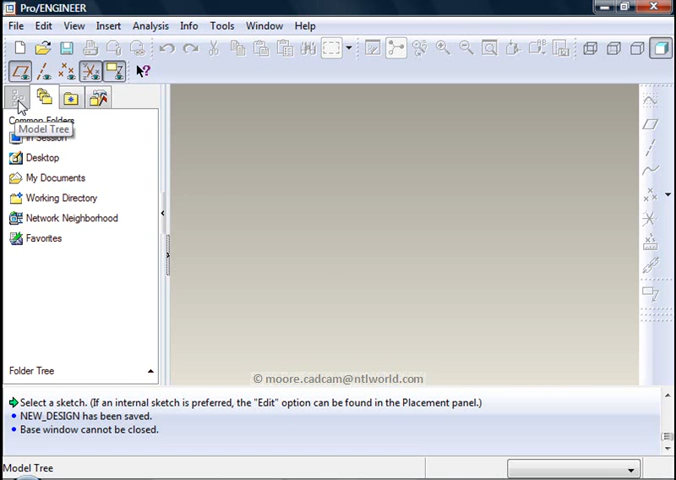 Pro/ENGINEER
File Edit View Insert Analysis Info Tools Window Help
Model Tree
Common Folders
In Session
Desktop
My Documents
Working Directory
Network Neighborhood
Favorites
Folder Tree
© moore.cadcam@ntlworld.com
Select a sketch. (If an internal sketch is preferred, the "Edit" option can be found in the Placement panel.)
NEW_DESIGN has been saved.
Base window cannot be closed.
Model Tree